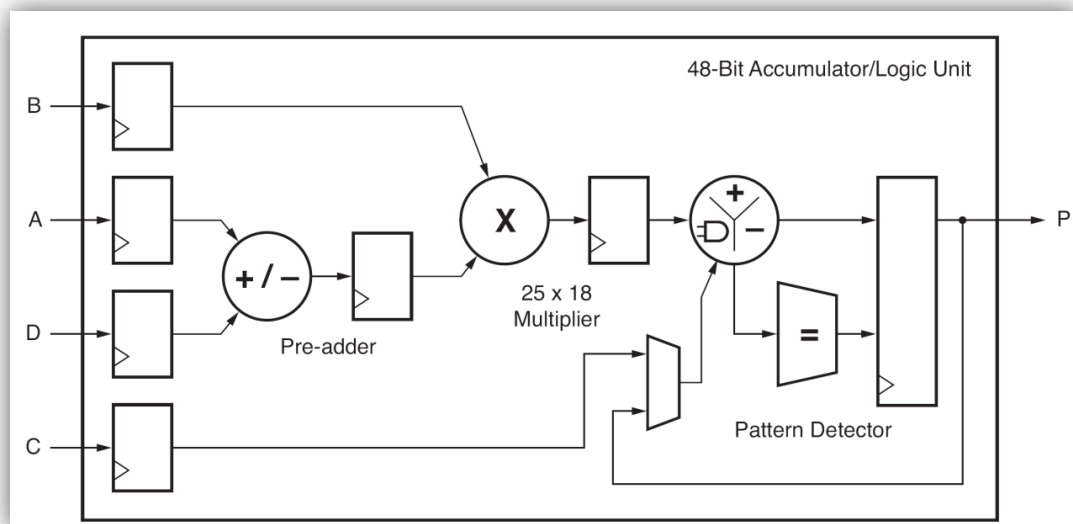 48-Bit Accumulator/Logic Unit
B
A
D
C
+ / −
Pre-adder
X
25 x 18
Multiplier
+
−
=
Pattern Detector
P